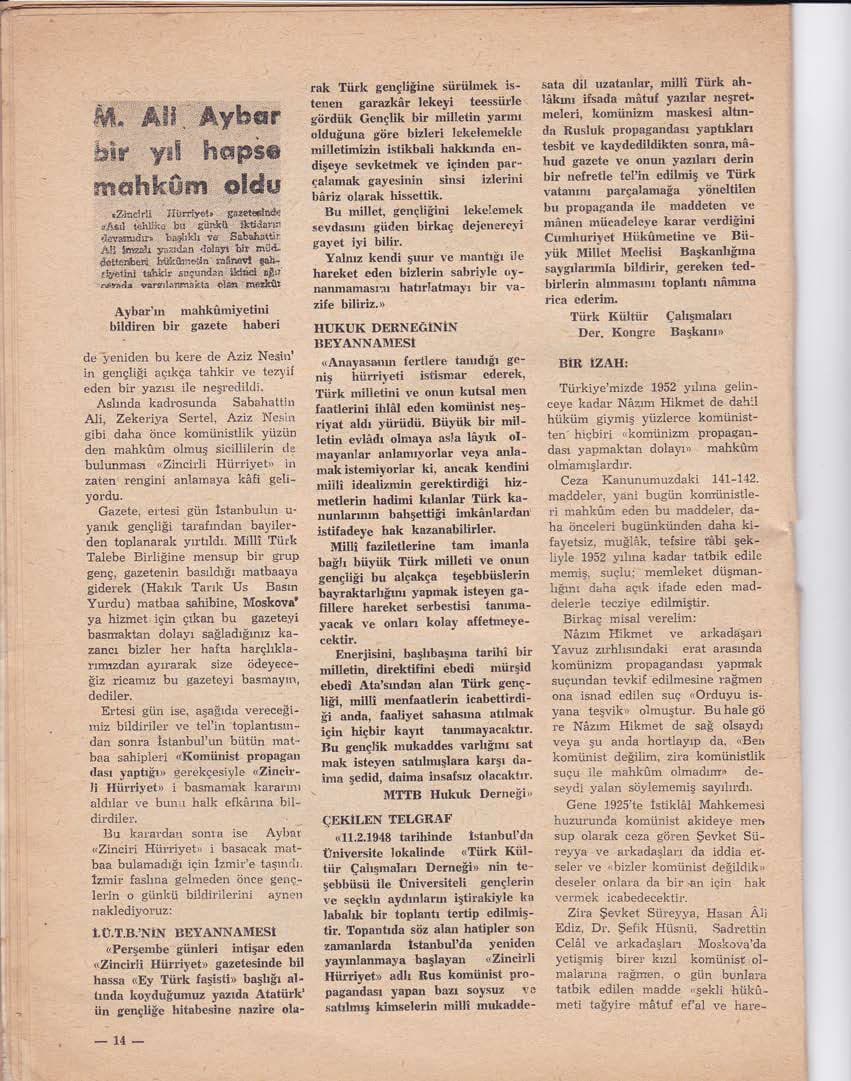 M. Ali Aybar
bir yıl hapse
mahkûm oldu
«Zincirli Hürriyet» gazetesinde
«Asıl tehlike bu günkü iktidarın
devamıdır» başlıklı ve Sabahattin
Ali imzalı yazıdan dolayı bir müd-
dettenberi hükûmetin mânevî şah-
siyetini tahkir suçundan ikinci ağır
cezada yargılanmakta olan mezkûr
Aybar'ın mahkûmiyetini
bildiren bir gazete haberi
de yeniden bu kere de Aziz Nesin'
in gençliği açıkça tahkir ve tezyif
eden bir yazısı ile neşredildi.
Aslında kadrosunda Sabahattin
Ali, Zekeriya Sertel, Aziz Nesin
gibi daha önce komünistlik yüzün
den mahkûm olmuş sicillilerin de
bulunması «Zincirli Hürriyet» in
zaten rengini anlamaya kâfi geli-
yordu.
Gazete, ertesi gün İstanbulun u-
yanık gençliği tarafından bayiler-
den toplanarak yırtıldı. Millî Türk
Talebe Birliğine mensup bir grup
genç, gazetenin basıldığı matbaaya
giderek (Hakık Tarık Us Basın
Yurdu) matbaa sahibine, Moskova'
ya hizmet için çıkan bu gazeteyi
basmaktan dolayı sağladığınız ka-
zancı bizler her hafta harçlıkla-
rımızdan ayırarak size ödeyece-
ğiz ricamız bu gazeteyi basmayın,
dediler.
Ertesi gün ise, aşağıda vereceği-
miz bildiriler ve tel'in toplantısın-
dan sonra İstanbul'un bütün mat-
baa sahipleri «Komünist propagan
dası yaptığı» gerekçesiyle «Zincir-
li Hürriyet» i basmamak kararını
aldılar ve bunu halk efkârına bil-
dirdiler.
Bu karardan sonra ise Aybar
«Zinciri Hürriyet» i basacak mat-
baa bulamadığı için İzmir'e taşındı.
İzmir faslına gelmeden önce genç-
lerin o günkü bildirilerini aynen
naklediyoruz:
İ.Ü.T.B.'NİN BEYANNAMESİ
«Perşembe günleri intişar eden
«Zincirli Hürriyet» gazetesinde bil
hassa «Ey Türk faşisti» başlığı al-
tında koyduğumuz yazıda Atatürk'
ün gençliğe hitabesine nazire ola-
rak Türk gençliğine sürülmek is-
tenen garazkâr lekeyi teessürle
gördük Gençlik bir milletin yarını
olduğuna göre bizleri lekelemekle
milletimizin istikbali hakkında en-
dişeye sevketmek ve içinden par-
çalamak gayesinin sinsi izlerini
bâriz olarak hissettik.
Bu millet, gençliğini lekelemek
sevdasını güden birkaç dejenereyi
gayet iyi bilir.
Yalnız kendi şuur ve mantığı ile
hareket eden bizlerin sabriyle oy-
nanmamasını hatırlatmayı bir va-
zife biliriz.»
HUKUK DERNEĞİNİN
BEYANNAMESİ
«Anayasanın fertlere tanıdığı ge-
niş hürriyeti istismar ederek,
Türk milletini ve onun kutsal men
faatlerini ihlâl eden komünist neş-
riyat aldı yürüdü. Büyük bir mil-
letin evlâdı olmaya asla lâyık ol-
mayanlar anlamıyorlar veya anla-
mak istemiyorlar ki, ancak kendini
millî idealizmin gerektirdiği hiz-
metlerin hadimi kılanlar Türk ka-
nunlarının bahşettiği imkânlardan
istifadeye hak kazanabilirler.
Millî faziletlerine tam imanla
bağlı büyük Türk milleti ve onun
gençliği bu alçakça teşebbüslerin
bayraktarlığını yapmak isteyen ga-
fillere hareket serbestisi tanıma-
yacak ve onları kolay affetmeye-
cektir.
Enerjisini, başlıbaşına tarihî bir
milletin, direktifini ebedî mürşid
ebedî Ata'sından alan Türk genç-
liği, millî menfaatlerin icabettirdi-
ği anda, faaliyet sahasına atılmak
için hiçbir kayıt tanımayacaktır.
Bu gençlik mukaddes varlığını sat
mak isteyen satılmışlara karşı da-
ima şedid, daima insafsız olacaktır.
MTTB Hukuk Derneği»
ÇEKİLEN TELGRAF
«11.2.1948 tarihinde İstanbul'da
Üniversite lokalinde «Türk Kül-
tür Çalışmaları Derneği» nin te-
şebbüsü ile Üniversiteli gençlerin
ve seçkin aydınların iştirakiyle ka
labalık bir toplantı tertip edilmiş-
tir. Topantıda söz alan hatipler son
zamanlarda İstanbul'da yeniden
yayınlanmaya başlayan «Zincirli
Hürriyet» adlı Rus komünist pro-
pagandası yapan bazı soysuz ve
satılmış kimselerin millî mukadde-
sata dil uzatanlar, millî Türk ah-
lâkını ifsada mâtuf yazılar neşret-
meleri, komünizm maskesi altın-
da Rusluk propagandası yaptıkları
tesbit ve kaydedildikten sonra, mâ-
hud gazete ve onun yazıları derin
bir nefretle tel'in edilmiş ve Türk
vatanını parçalamağa yöneltilen
bu propaganda ile maddeten ve
mânen mücadeleye karar verdiğini
Cumhuriyet Hükûmetine ve Bü-
yük Millet Meclisi Başkanlığına
saygılarımla bildirir, gereken ted-
birlerin alınmasını toplantı nâmına
rica ederim.
Türk Kültür Çalışmaları
Der. Kongre Başkanı»
BİR İZAH:
Türkiye'mizde 1952 yılına gelin-
ceye kadar Nâzım Hikmet de dahil
hüküm giymiş yüzlerce komünist-
ten hiçbiri «komünizm propagan-
dası yapmaktan dolayı» mahkûm
olmamışlardır.
Ceza Kanunumuzdaki 141-142.
maddeler, yani bugün komünistle-
ri mahkûm eden bu maddeler, da-
ha önceleri bugünkünden daha ki-
fayetsiz, muğlâk, tefsire tâbi şek-
liyle 1952 yılına kadar tatbik edile
memiş, suçlu; memleket düşman-
lığını daha açık ifade eden mad-
delerle tecziye edilmiştir.
Birkaç misal verelim:
Nâzım Hikmet ve arkadaşarı
Yavuz zırhlısındaki erat arasında
komünizm propagandası yapmak
suçundan tevkif edilmesine rağmen
ona isnad edilen suç «Orduyu is-
yana teşvik» olmuştur. Bu hale gö
re Nâzım Hikmet de sağ olsaydı
veya şu anda hortlayıp da, «Ben
komünist değilim, zira komünistlik
suçu ile mahkûm olmadım» de-
seydi yalan söylememiş sayılırdı.
Gene 1925'te İstiklâl Mahkemesi
huzurunda komünist akideye men
sup olarak ceza gören Şevket Sü-
reyya ve arkadaşları da iddia et-
seler ve «bizler komünist değildik»
deseler onlara da bir an için hak
vermek icabedecektir.
Zira Şevket Süreyya, Hasan Âli
Ediz, Dr. Şefik Hüsnü, Sadrettin
Celâl ve arkadaşları Moskova'da
yetişmiş birer kızıl komünist ol-
malarına rağmen, o gün bunlara
tatbik edilen madde «şekli hükû-
meti tağyire mâtuf ef'al ve hare-
— 14 —